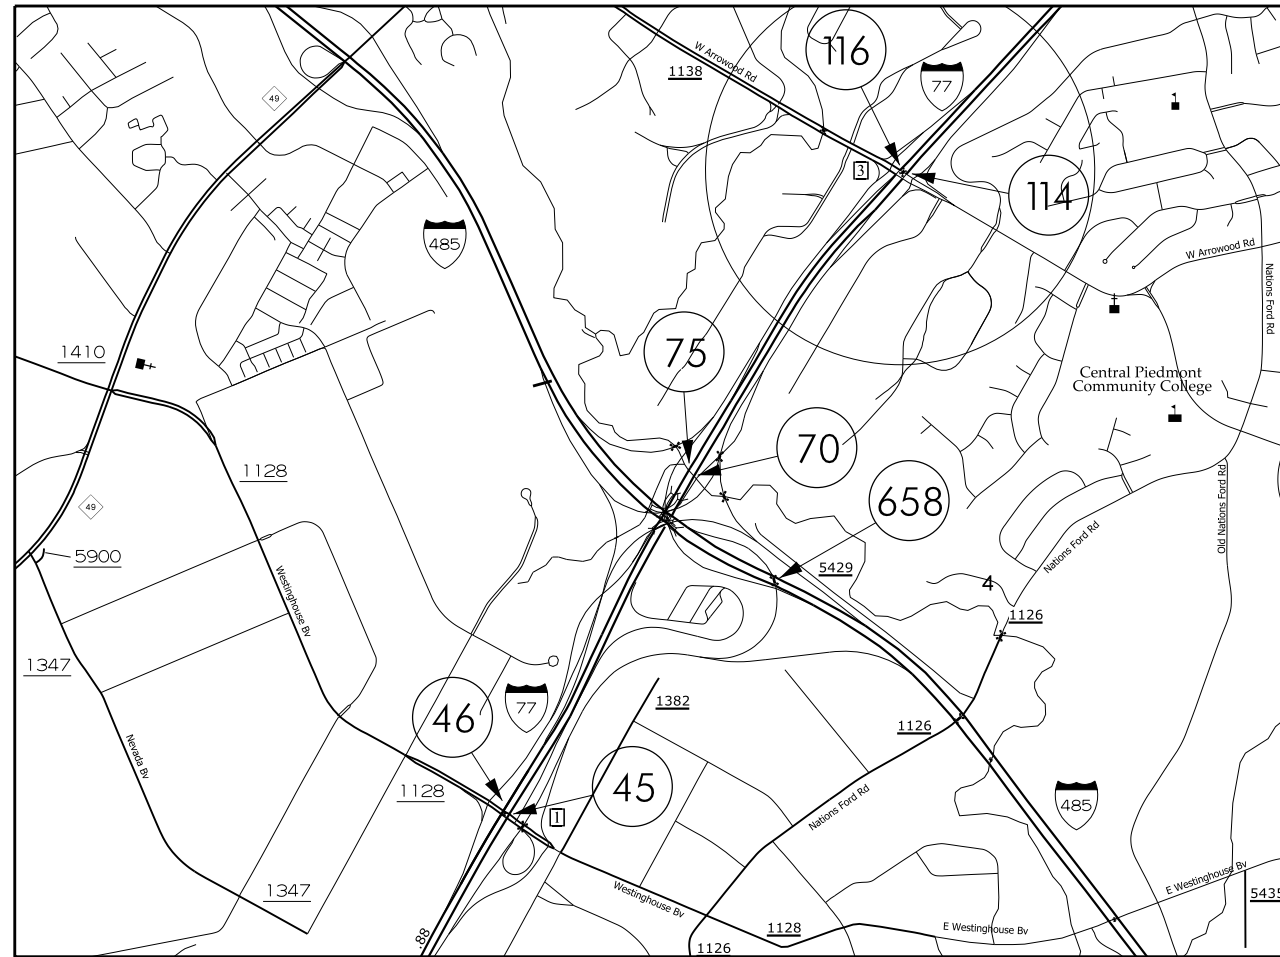 116
W Arrowood Rd
1138
77
49
3
114
485
W Arrowood Rd
Nations Ford Rd
1410
75
Central Piedmont
Community College
70
1128
658
49
5900
Old Nations Ford Rd
Nations Ford Rd
5429
4
Westinghouse Bv
1126
1347
46
77
1382
1126
Nevada Bv
45
1128
1
485
Nations Ford Rd
1347
E Westinghouse Bv
5435
Westinghouse Bv
.88
1128
E Westinghouse Bv
1126